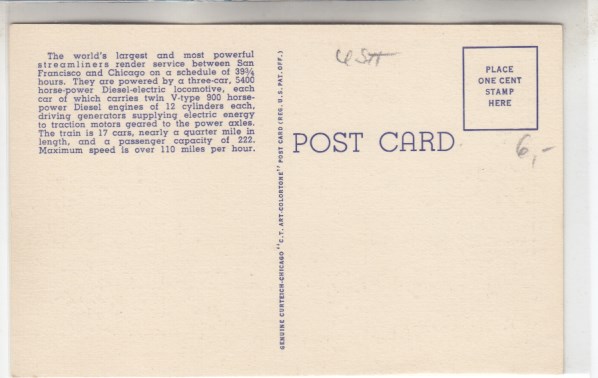 The world's largest and most powerful
streamliners render service between San
Francisco and Chicago on a schedule of 39¾
hours. They are powered by a three-car, 5400
horse-power Diesel-electric locomotive, each
car of which carries twin V-type 900 horse-
power Diesel engines of 12 cylinders each,
driving generators supplying electric energy
to traction motors geared to the power axles.
The train is 17 cars, nearly a quarter mile in
length, and a passenger capacity of 222.
Maximum speed is over 110 miles per hour.
GENUINE CURTEICH-CHICAGO "C.T. ART-COLORTONE" POST CARD (REG. U.S. PAT. OFF.)
POST CARD
PLACE
ONE CENT
STAMP
HERE
6,-